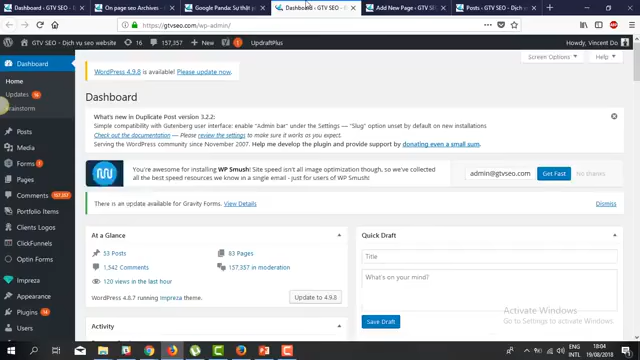 Dashboard ‹ GTV SEO -
On page seo Archives -
Google Panda: Sự thật p
Dashboard ‹ GTV SEO - D
Add New Page ‹ GTV SEO
Posts ‹ GTV SEO - Dịch v
https://gtvseo.com/wp-admin/
GTV SEO - Dịch vụ seo website
16
157,357
New
UpdraftPlus
Howdy, Vincent Do
Screen Options
Help
Dashboard
Home
Updates 16
Posts
Media
Forms 1
Pages
Comments 157,357
Portfolio Items
Clients Logos
ClickFunnels
Optin Forms
Impreza
Appearance
Plugins
Users
WordPress 4.9.8 is available! Please update now.
Dashboard
What's new in Duplicate Post version 3.2.2:
Simple compatibility with Gutenberg user interface: enable "Admin bar" under the Settings — "Slug" option unset by default on new installations
Check out the documentation — Please review the settings to make sure it works as you expect.
Serving the WordPress community since November 2007. Help me develop the plugin and provide support by donating even a small sum.
You're awesome for installing WP Smush! Site speed isn't all image optimization though, so we've
collected all the best speed resources we know in a single email - just for users of WP Smush!
admin@gtvseo.com
Get Fast
No thanks
There is an update available for Gravity Forms. View Details
Dismiss
At a Glance
53 Posts
83 Pages
1,542 Comments
157,357 in moderation
120 views in the last hour
WordPress 4.8.7 running Impreza theme.
Update to 4.9.8
Activity
Quick Draft
Title
What's on your mind?
Save Draft
Activate Windows
Go to Settings to activate Windows.
ENG
INTL
18:04
19/08/2018